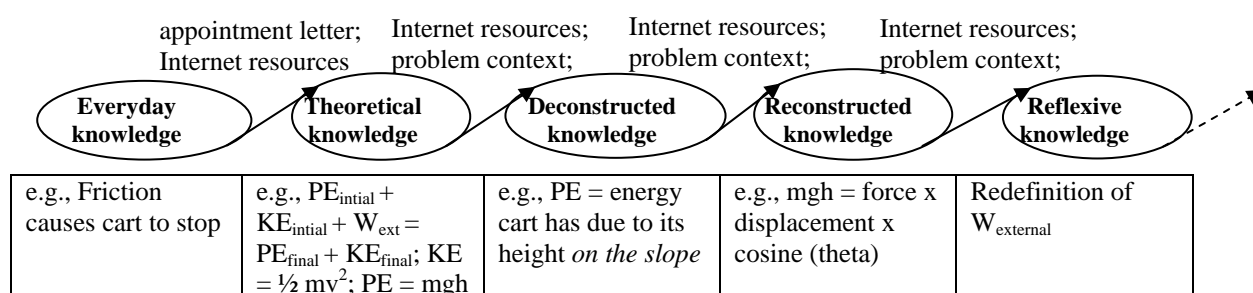 appointment letter;
Internet resources
Internet resources;
problem context;
Internet resources;
problem context;
Internet resources;
problem context;
Everyday
knowledge
Theoretical
knowledge
Deconstructed
knowledge
Reconstructed
knowledge
Reflexive
knowledge
e.g., Friction
causes cart to stop
e.g., PEintial +
KEintial + Wext =
PEfinal + KEfinal; KE
= ½ mv²; PE = mgh
e.g., PE = energy
cart has due to its
height on the slope
e.g., mgh = force x
displacement x
cosine (theta)
Redefinition of
Wexternal